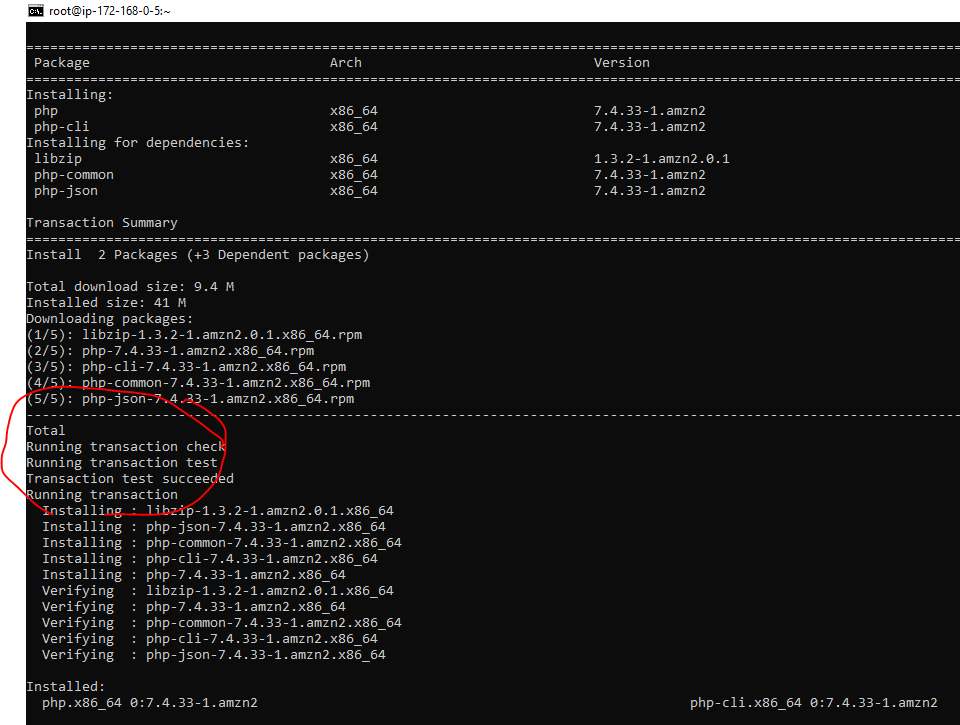 root@ip-172-168-0-5:~
================================================================================
Package Arch Version
================================================================================
Installing:
php x86_64 7.4.33-1.amzn2
php-cli x86_64 7.4.33-1.amzn2
Installing for dependencies:
libzip x86_64 1.3.2-1.amzn2.0.1
php-common x86_64 7.4.33-1.amzn2
php-json x86_64 7.4.33-1.amzn2
Transaction Summary
================================================================================
Install  2 Packages (+3 Dependent packages)
Total download size: 9.4 M
Installed size: 41 M
Downloading packages:
(1/5): libzip-1.3.2-1.amzn2.0.1.x86_64.rpm
(2/5): php-7.4.33-1.amzn2.x86_64.rpm
(3/5): php-cli-7.4.33-1.amzn2.x86_64.rpm
(4/5): php-common-7.4.33-1.amzn2.x86_64.rpm
(5/5): php-json-7.4.33-1.amzn2.x86_64.rpm
--------------------------------------------------------------------------------
Total
Running transaction check
Running transaction test
Transaction test succeeded
Running transaction
Installing : libzip-1.3.2-1.amzn2.0.1.x86_64
Installing : php-json-7.4.33-1.amzn2.x86_64
Installing : php-common-7.4.33-1.amzn2.x86_64
Installing : php-cli-7.4.33-1.amzn2.x86_64
Installing : php-7.4.33-1.amzn2.x86_64
Verifying  : libzip-1.3.2-1.amzn2.0.1.x86_64
Verifying  : php-7.4.33-1.amzn2.x86_64
Verifying  : php-common-7.4.33-1.amzn2.x86_64
Verifying  : php-cli-7.4.33-1.amzn2.x86_64
Verifying  : php-json-7.4.33-1.amzn2.x86_64
Installed:
php.x86_64 0:7.4.33-1.amzn2 php-cli.x86_64 0:7.4.33-1.amzn2